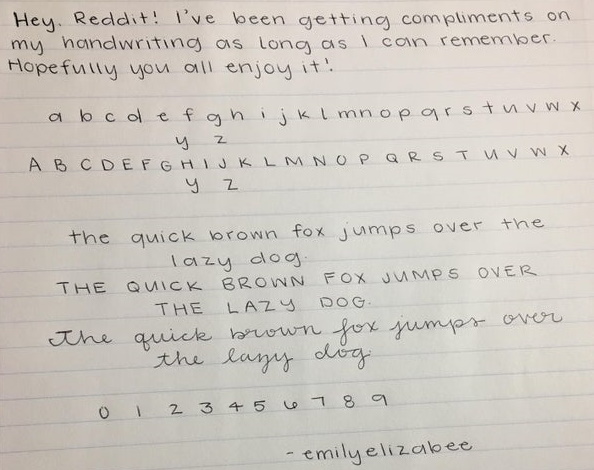 Hey, Reddit! I've been getting compliments on
my handwriting as long as I can remember.
Hopefully you all enjoy it!
a b c d e f g h i j k l m n o p q r s t u v w x
y z
A B C D E F G H I J K L M N O P Q R S T U V W X
y z
the quick brown fox jumps over the
lazy dog.
THE QUICK BROWN FOX JUMPS OVER
THE LAZY DOG.
The quick brown fox jumps over
the lazy dog
0 1 2 3 4 5 6 7 8 9
- emilyelizabee